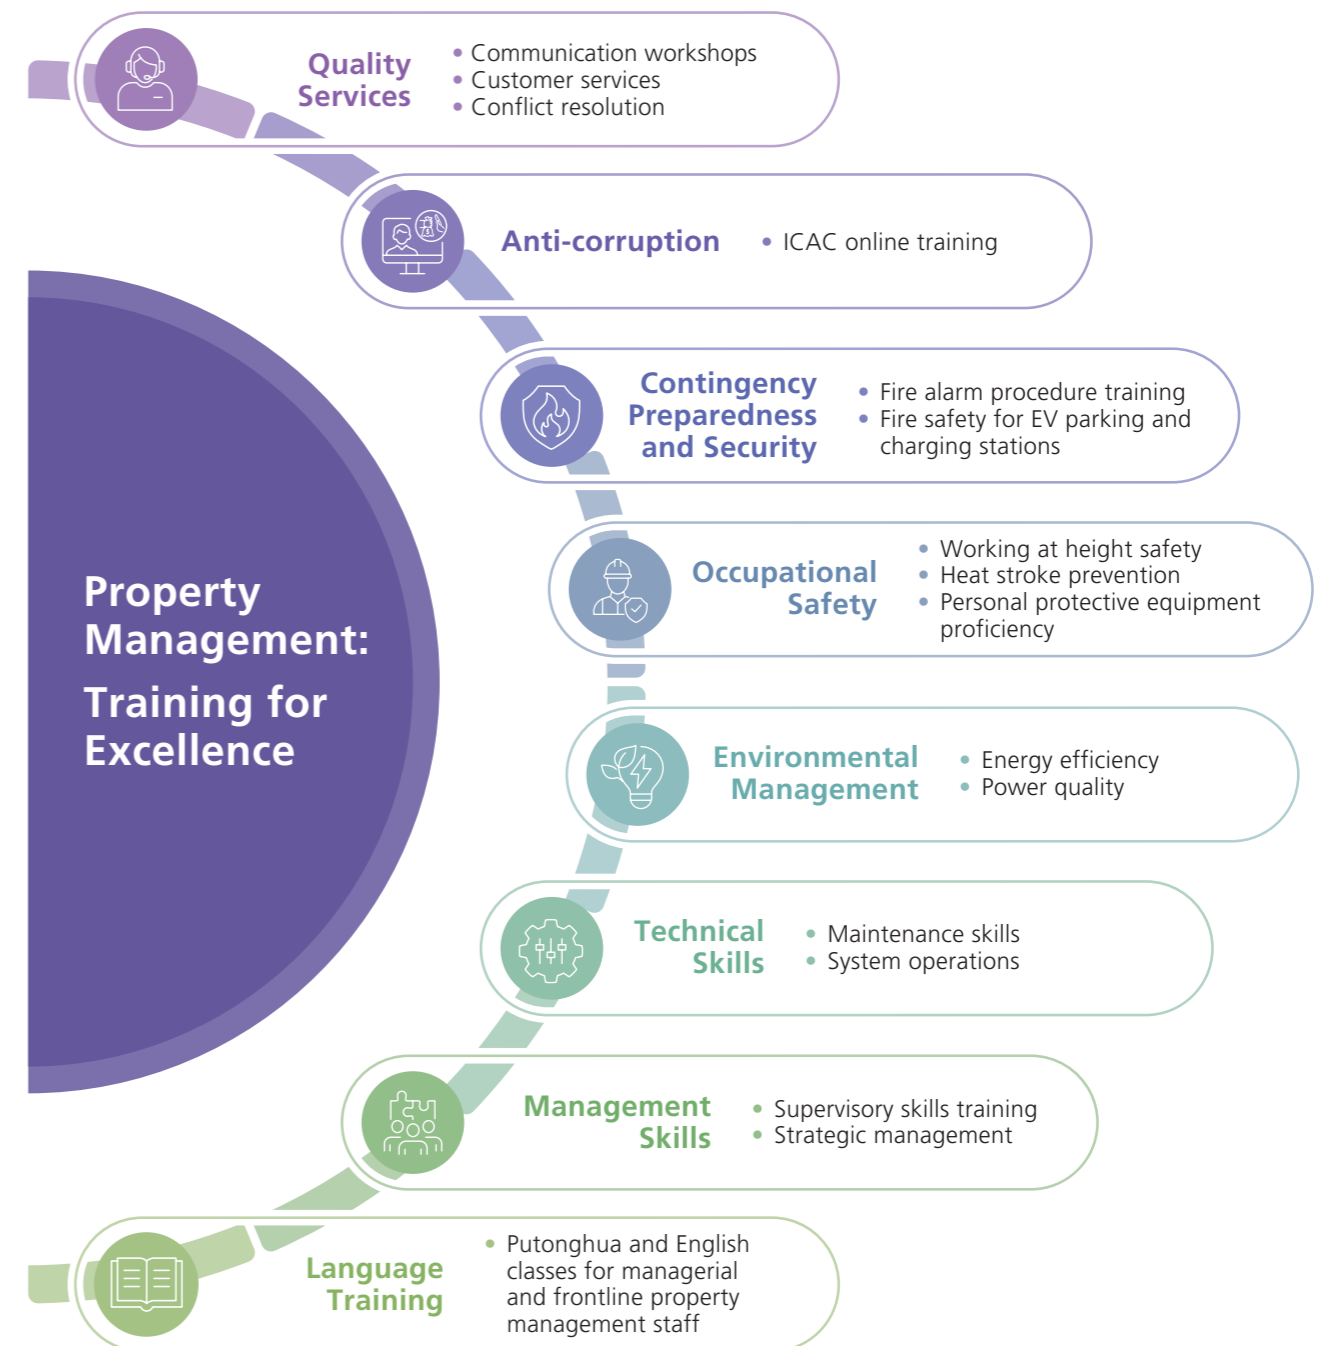 Quality
Services
• Communication workshops
• Customer services
• Conflict resolution
Anti-corruption
• ICAC online training
Contingency
Preparedness
and Security
• Fire alarm procedure training
• Fire safety for EV parking and
charging stations
Property
Management:
Training for
Excellence
Occupational
Safety
• Working at height safety
• Heat stroke prevention
• Personal protective equipment
proficiency
Environmental
Management
• Energy efficiency
• Power quality
Technical
Skills
• Maintenance skills
• System operations
Management
Skills
• Supervisory skills training
• Strategic management
Language
Training
• Putonghua and English
classes for managerial
and frontline property
management staff